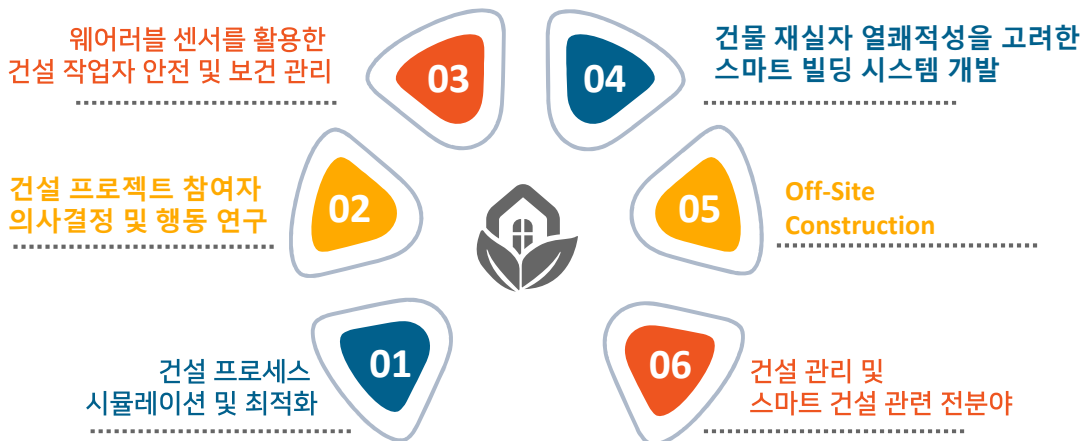 웨어러블 센서를 활용한
건설 작업자 안전 및 보건 관리
03
04
건물 재실자 열쾌적성을 고려한
스마트 빌딩 시스템 개발
건설 프로젝트 참여자
의사결정 및 행동 연구
02
05
Off-Site
Construction
건설 프로세스
시뮬레이션 및 최적화
01
06
건설 관리 및
스마트 건설 관련 전분야